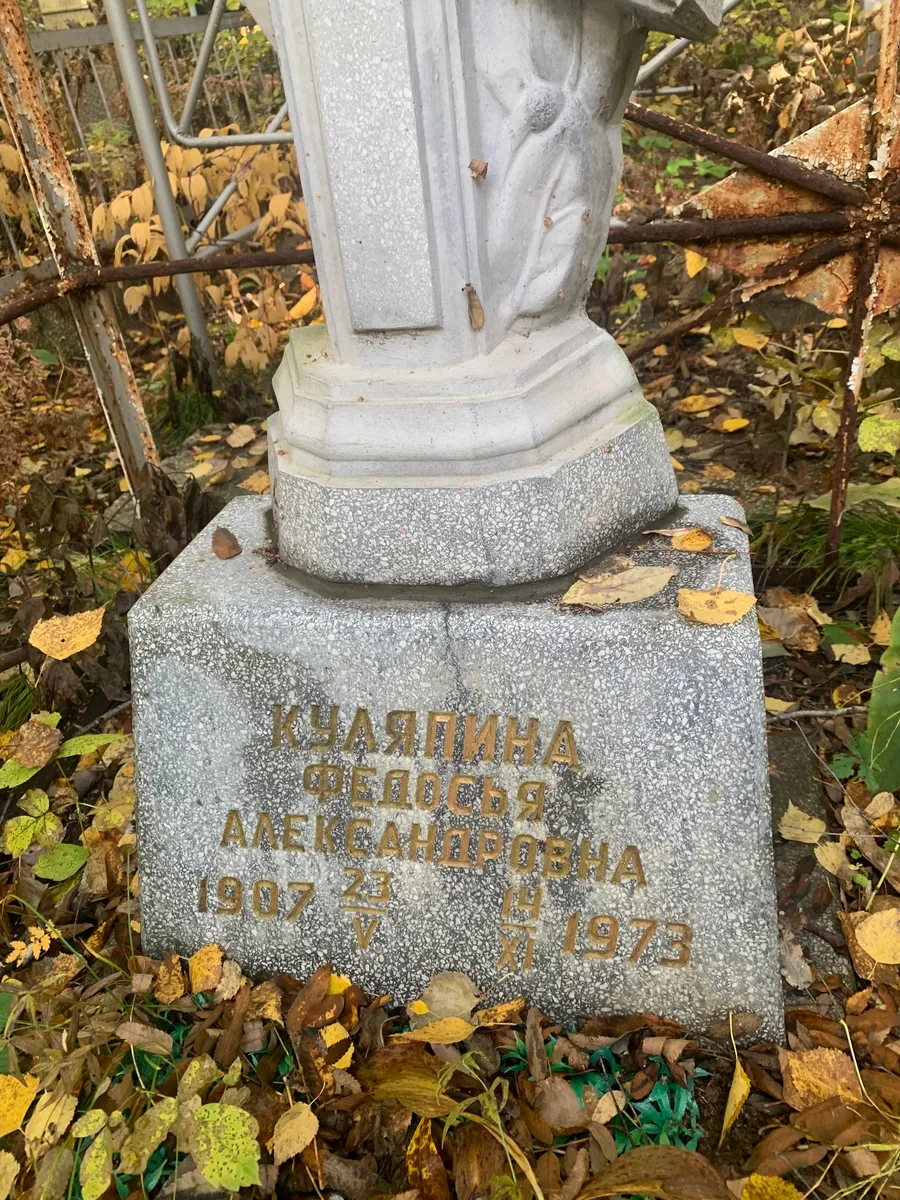 КУЛЯПИНА
ФЕДОСЬЯ
АЛЕКСАНДРОВНА
1907 23/V 14/XI 1973